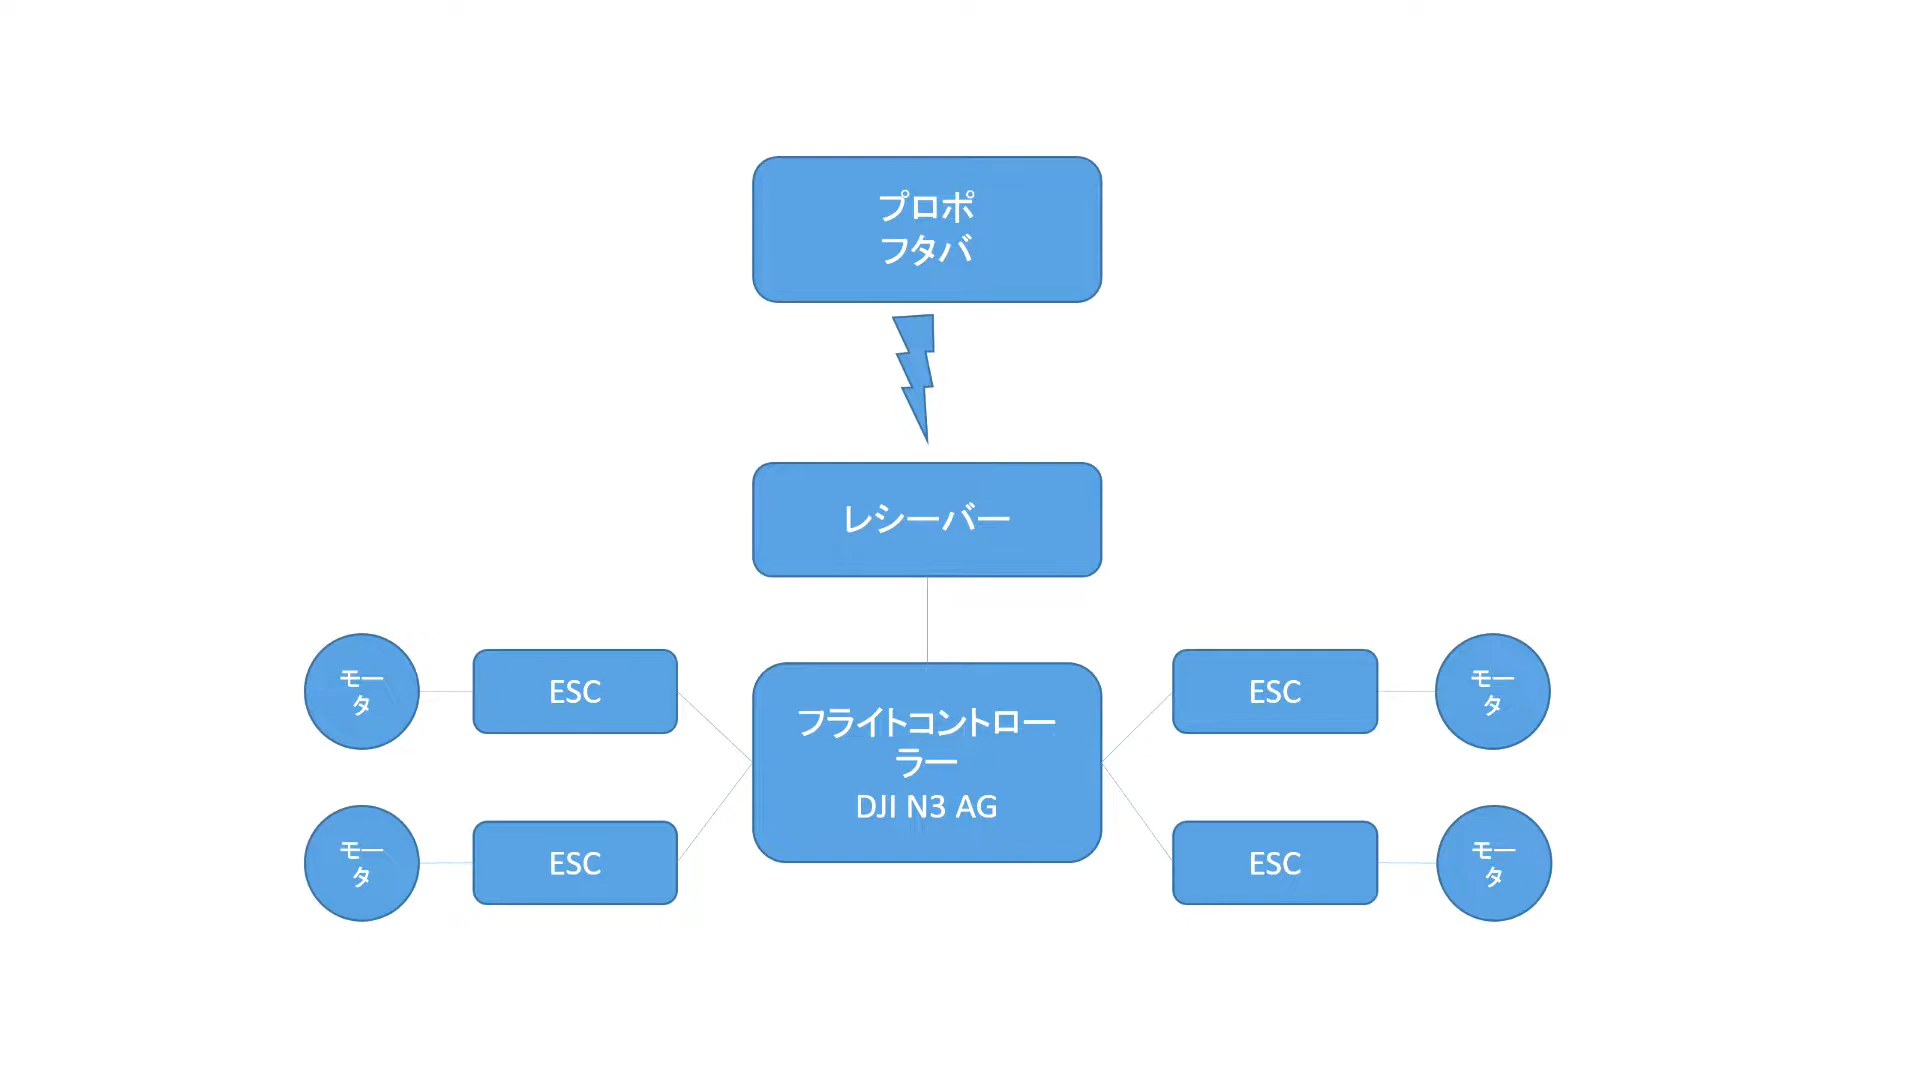 プロポ
フタバ
レシーバー
モー
タ
ESC
フライトコントロー
ラー
DJI N3 AG
ESC
モー
タ
モー
タ
ESC
ESC
モー
タ